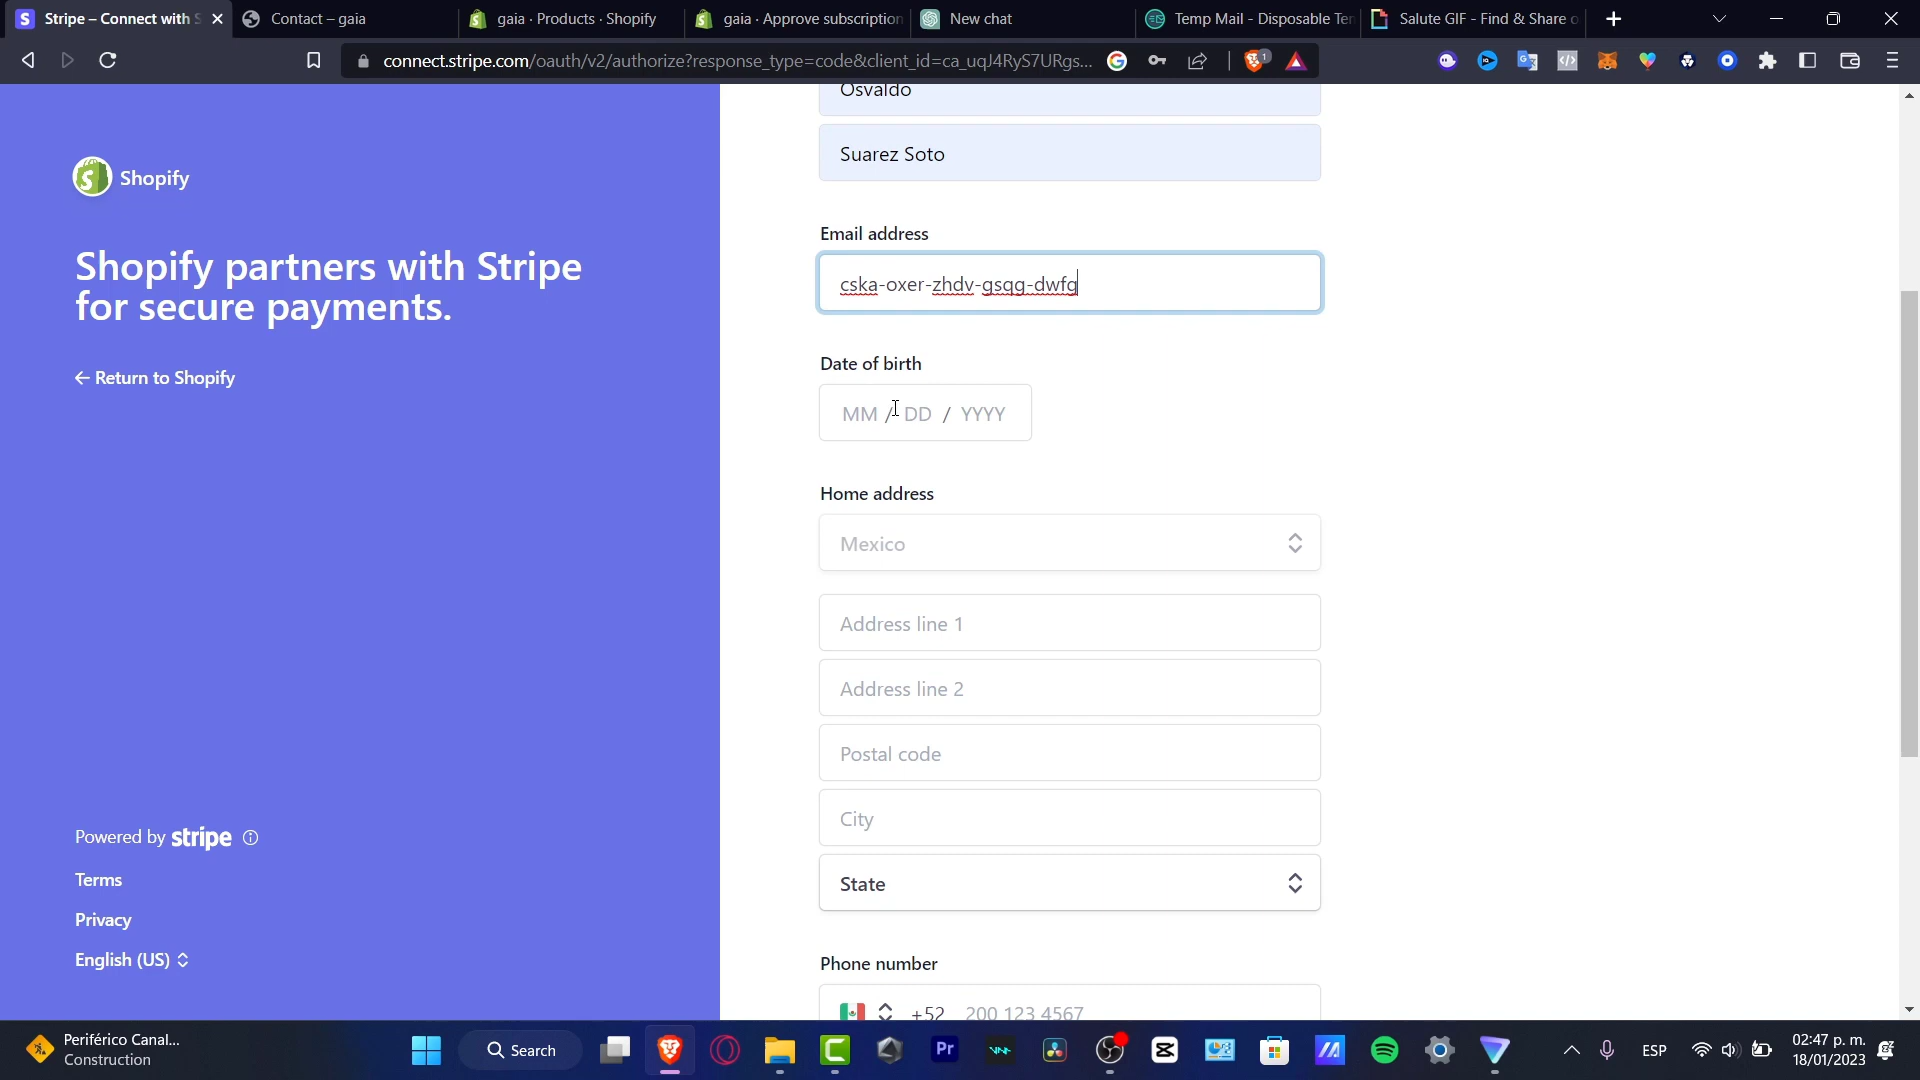 Stripe – Connect with S
Contact – gaia
gaia · Products · Shopify
gaia · Approve subscription
New chat
Temp Mail - Disposable Ten
Salute GIF - Find & Share o
connect.stripe.com/oauth/v2/authorize?response_type=code&client_id=ca_uqJ4RyS7URgs...
1
Shopify
Shopify partners with Stripe
for secure payments.
← Return to Shopify
Powered by stripe
Terms
Privacy
English (US)
Osvaldo
Suarez Soto
Email address
cska-oxer-zhdv-gsqg-dwfg
Date of birth
MM / DD / YYYY
Home address
Mexico
Address line 1
Address line 2
Postal code
City
State
Phone number
+52 200 123 4567
Periférico Canal...
Construction
Search
Pr
ESP
02:47 p. m.
18/01/2023